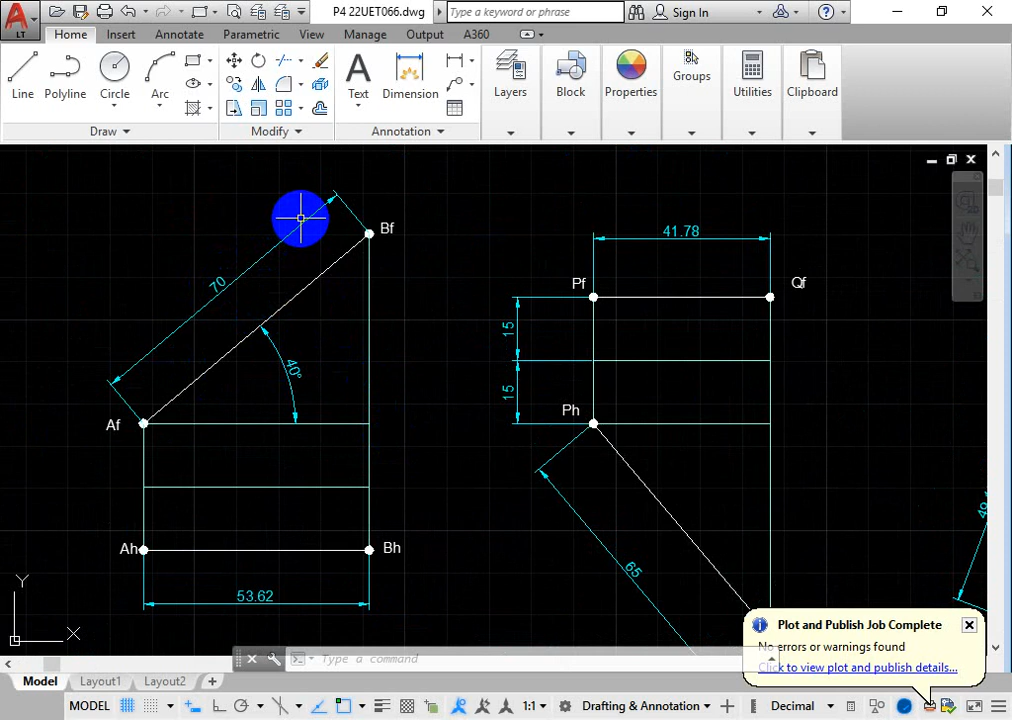 P4 22UET066.dwg
Type a keyword or phrase
Sign In
LT
Home
Insert
Annotate
Parametric
View
Manage
Output
A360
Line
Polyline
Circle
Arc
Draw
Modify
Text
Dimension
Annotation
Layers
Block
Properties
Groups
Utilities
Clipboard
Bf
70
40°
Af
Ah
Bh
53.62
41.78
Pf
Qf
15
15
Ph
65
Y
X
Type a command
Plot and Publish Job Complete
No errors or warnings found
Click to view plot and publish details...
Model
Layout1
Layout2
MODEL
1:1
Drafting & Annotation
Decimal